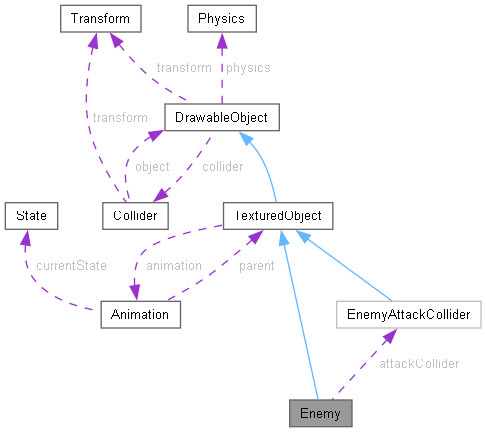 Transform
Physics
transform
physics
DrawableObject
transform
object
collider
State
Collider
TexturedObject
currentState
animation
parent
Animation
EnemyAttackCollider
attackCollider
Enemy